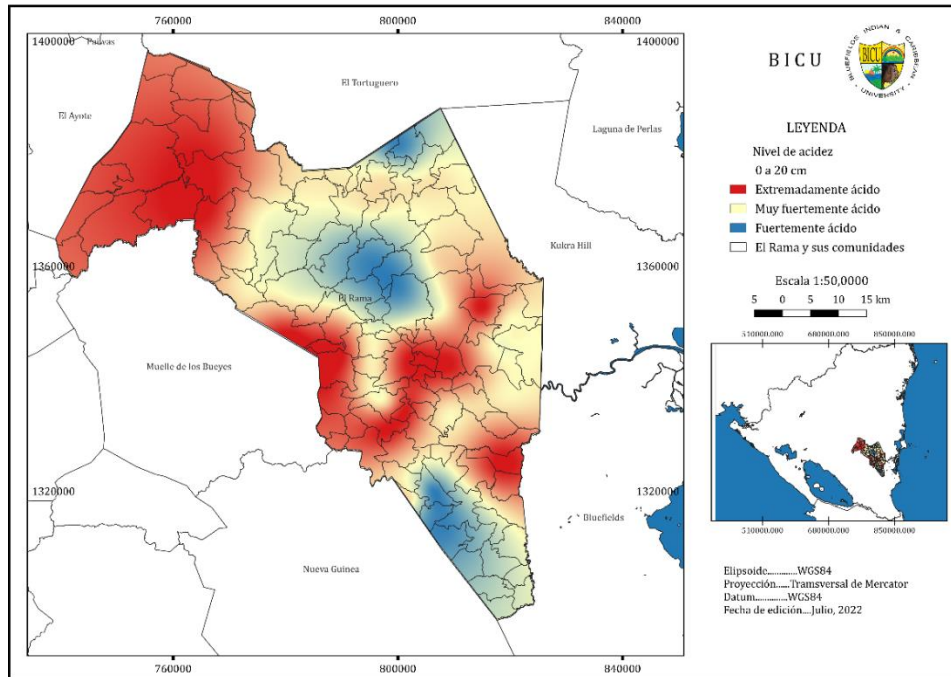 760000
800000
1400000
1400000
El Tortuguero
El Ayote
Laguna de Perlas
Kukra Hill
1360000
1360000
El Rama
Muelle de los Bueyes
1320000
1320000
Bluefields
Nueva Guinea
760000
800000
840000
BICU
BLUEFIELDS INDIAN & CARIBBEAN UNIVERSITY
BICU
LEYENDA
Nivel de acidez
0 a 20 cm
Extremadamente ácido
Muy fuertemente ácido
Fuertemente ácido
El Rama y sus comunidades
Escala 1:50,0000
5 0 5 10 15 km
510000.000 680000.000 850000.000
510000.000 680000.000 850000.000
Elipsoide.............WGS84
Proyección......Tramsversal de Mercator
Datum...............WGS84
Fecha de edición....Julio, 2022